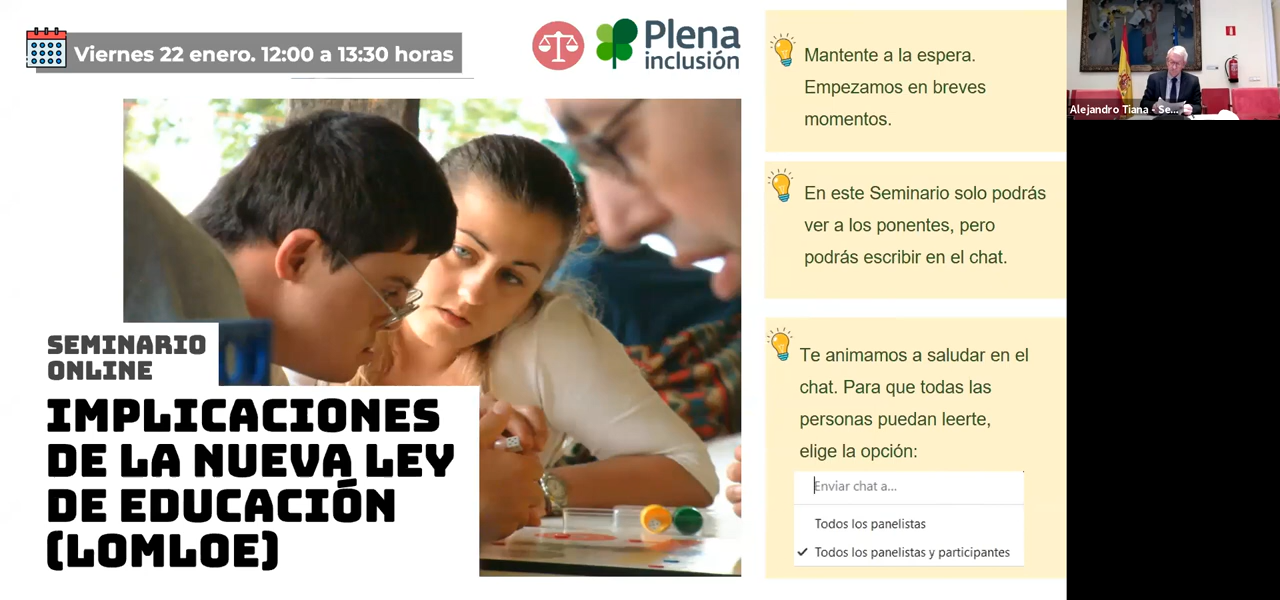 Viernes 22 enero. 12:00 a 13:30 horas
Plena
inclusión
SEMINARIO
ONLINE
IMPLICACIONES
DE LA NUEVA LEY
DE EDUCACIÓN
(LOMLOE)
Mantente a la espera.
Empezamos en breves
momentos.
En este Seminario solo podrás
ver a los ponentes, pero
podrás escribir en el chat.
Te animamos a saludar en el
chat. Para que todas las
personas puedan leerte,
elige la opción:
Enviar chat a...
Todos los panelistas
Todos los panelistas y participantes
Alejandro Tiana - Se...